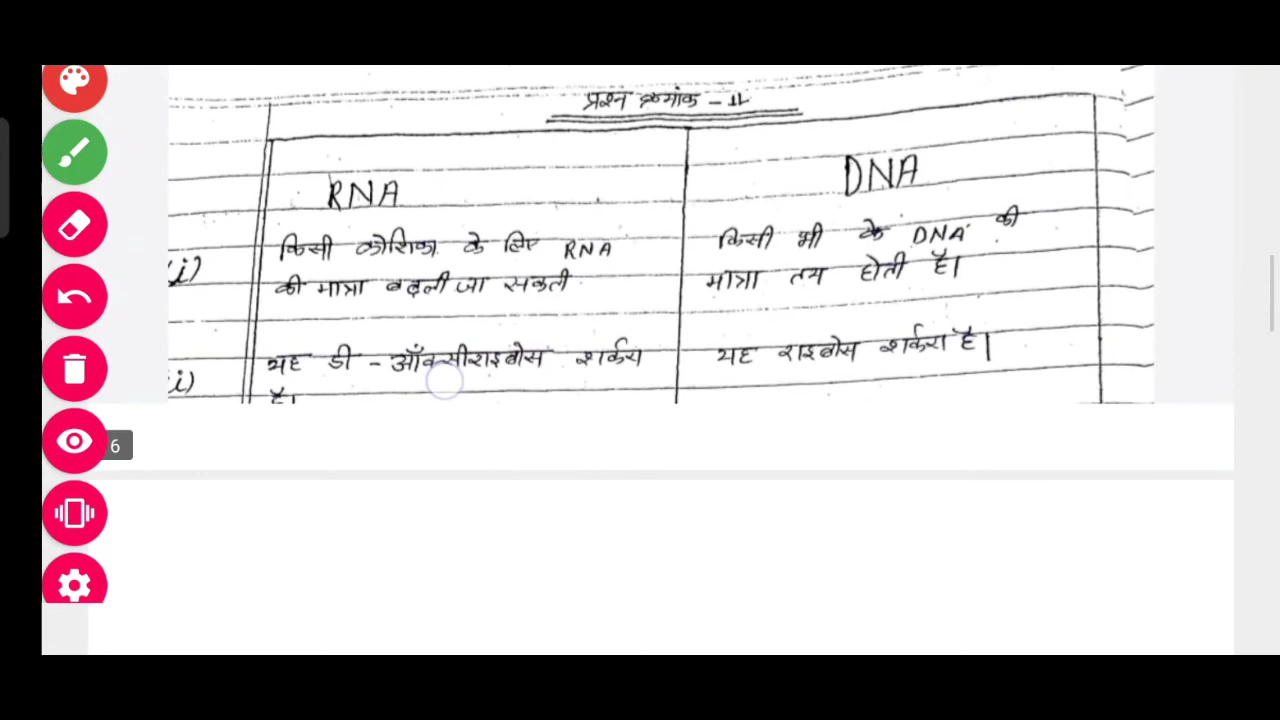 प्रश्न क्रमांक - 11
RNA
DNA
(i)
किसी कोशिका के लिए RNA
की मात्रा बदली जा सकती
किसी भी के DNA की
मात्रा तय होती है।
i)
यह डी - ऑक्सीराइबोस शर्करा
है।
यह राइबोस शर्करा है।
6